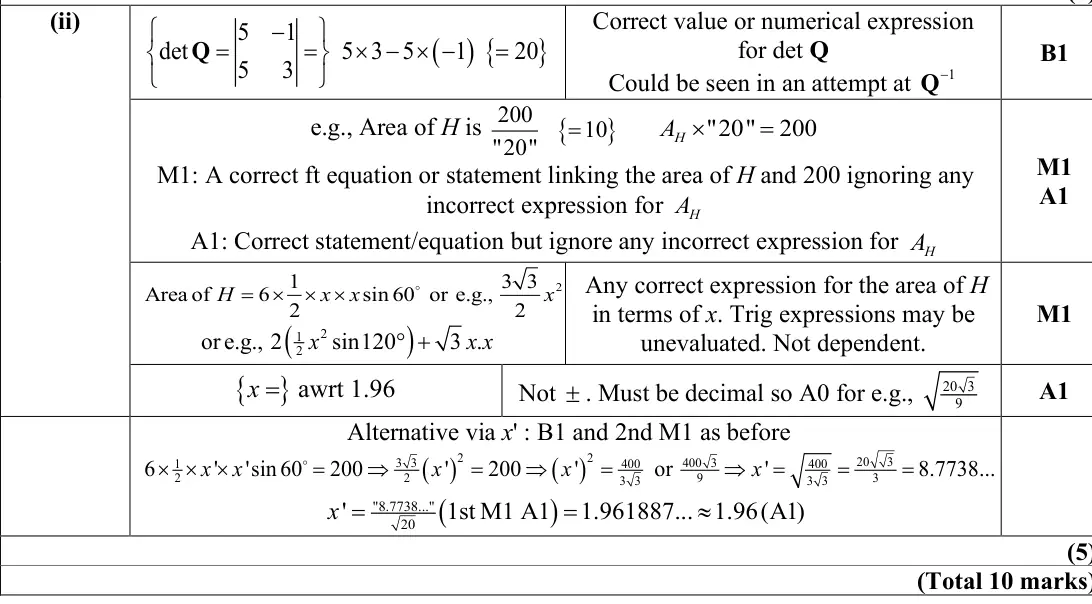 (ii)
{det Q = |5 −1; 5 3| =} 5×3−5×(−1) {=20}
Correct value or numerical expression
for det Q
Could be seen in an attempt at Q⁻¹
B1
e.g., Area of H is 200/"20" {=10} A_H ×"20"= 200
M1: A correct ft equation or statement linking the area of H and 200 ignoring any
incorrect expression for A_H
A1: Correct statement/equation but ignore any incorrect expression for A_H
M1
A1
Area of H = 6× 1/2 × x × x sin 60° or e.g., 3√3/2 x²
or e.g., 2(1/2 x² sin120°)+ √3 x.x
Any correct expression for the area of H
in terms of x. Trig expressions may be
unevaluated. Not dependent.
M1
{x =} awrt 1.96
Not ± . Must be decimal so A0 for e.g., √(20√3/9)
A1
Alternative via x' : B1 and 2nd M1 as before
6× 1/2 × x'× x'sin 60° = 200 ⇒ 3√3/2 (x')² = 200 ⇒ (x')² = 400/3√3 or 400√3/9 ⇒ x' = √(400/3√3) = 20√√3/3 = 8.7738...
x' = "8.7738..."/√20 (1st M1 A1) = 1.961887... ≈ 1.96(A1)
(5)
(Total 10 marks)